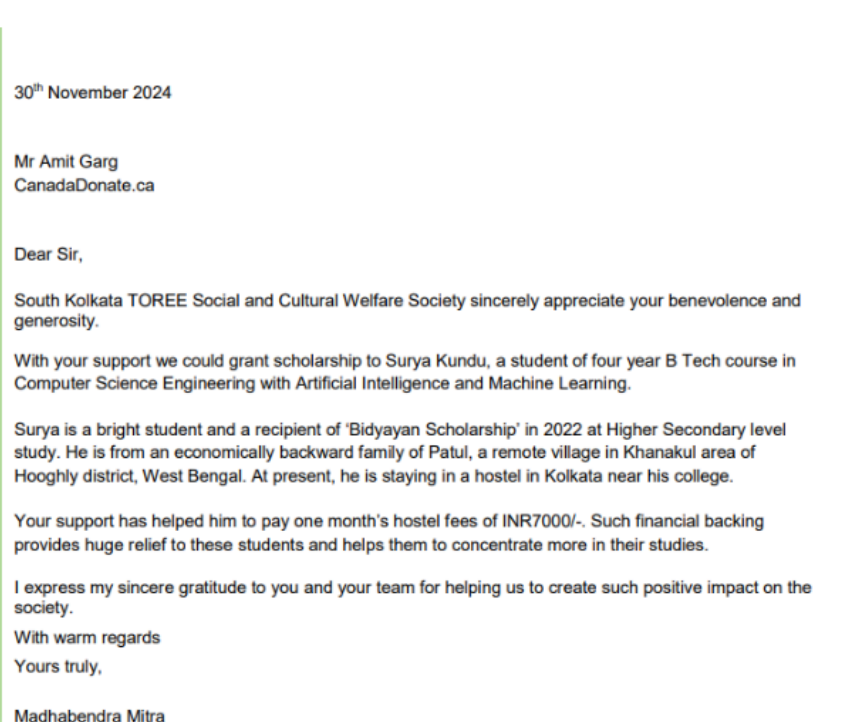 30th November 2024
Mr Amit Garg
CanadaDonate.ca
Dear Sir,
South Kolkata TOREE Social and Cultural Welfare Society sincerely appreciate your benevolence and
generosity.
With your support we could grant scholarship to Surya Kundu, a student of four year B Tech course in
Computer Science Engineering with Artificial Intelligence and Machine Learning.
Surya is a bright student and a recipient of ‘Bidyayan Scholarship’ in 2022 at Higher Secondary level
study. He is from an economically backward family of Patul, a remote village in Khanakul area of
Hooghly district, West Bengal. At present, he is staying in a hostel in Kolkata near his college.
Your support has helped him to pay one month’s hostel fees of INR7000/-. Such financial backing
provides huge relief to these students and helps them to concentrate more in their studies.
I express my sincere gratitude to you and your team for helping us to create such positive impact on the
society.
With warm regards
Yours truly,
Madhabendra Mitra